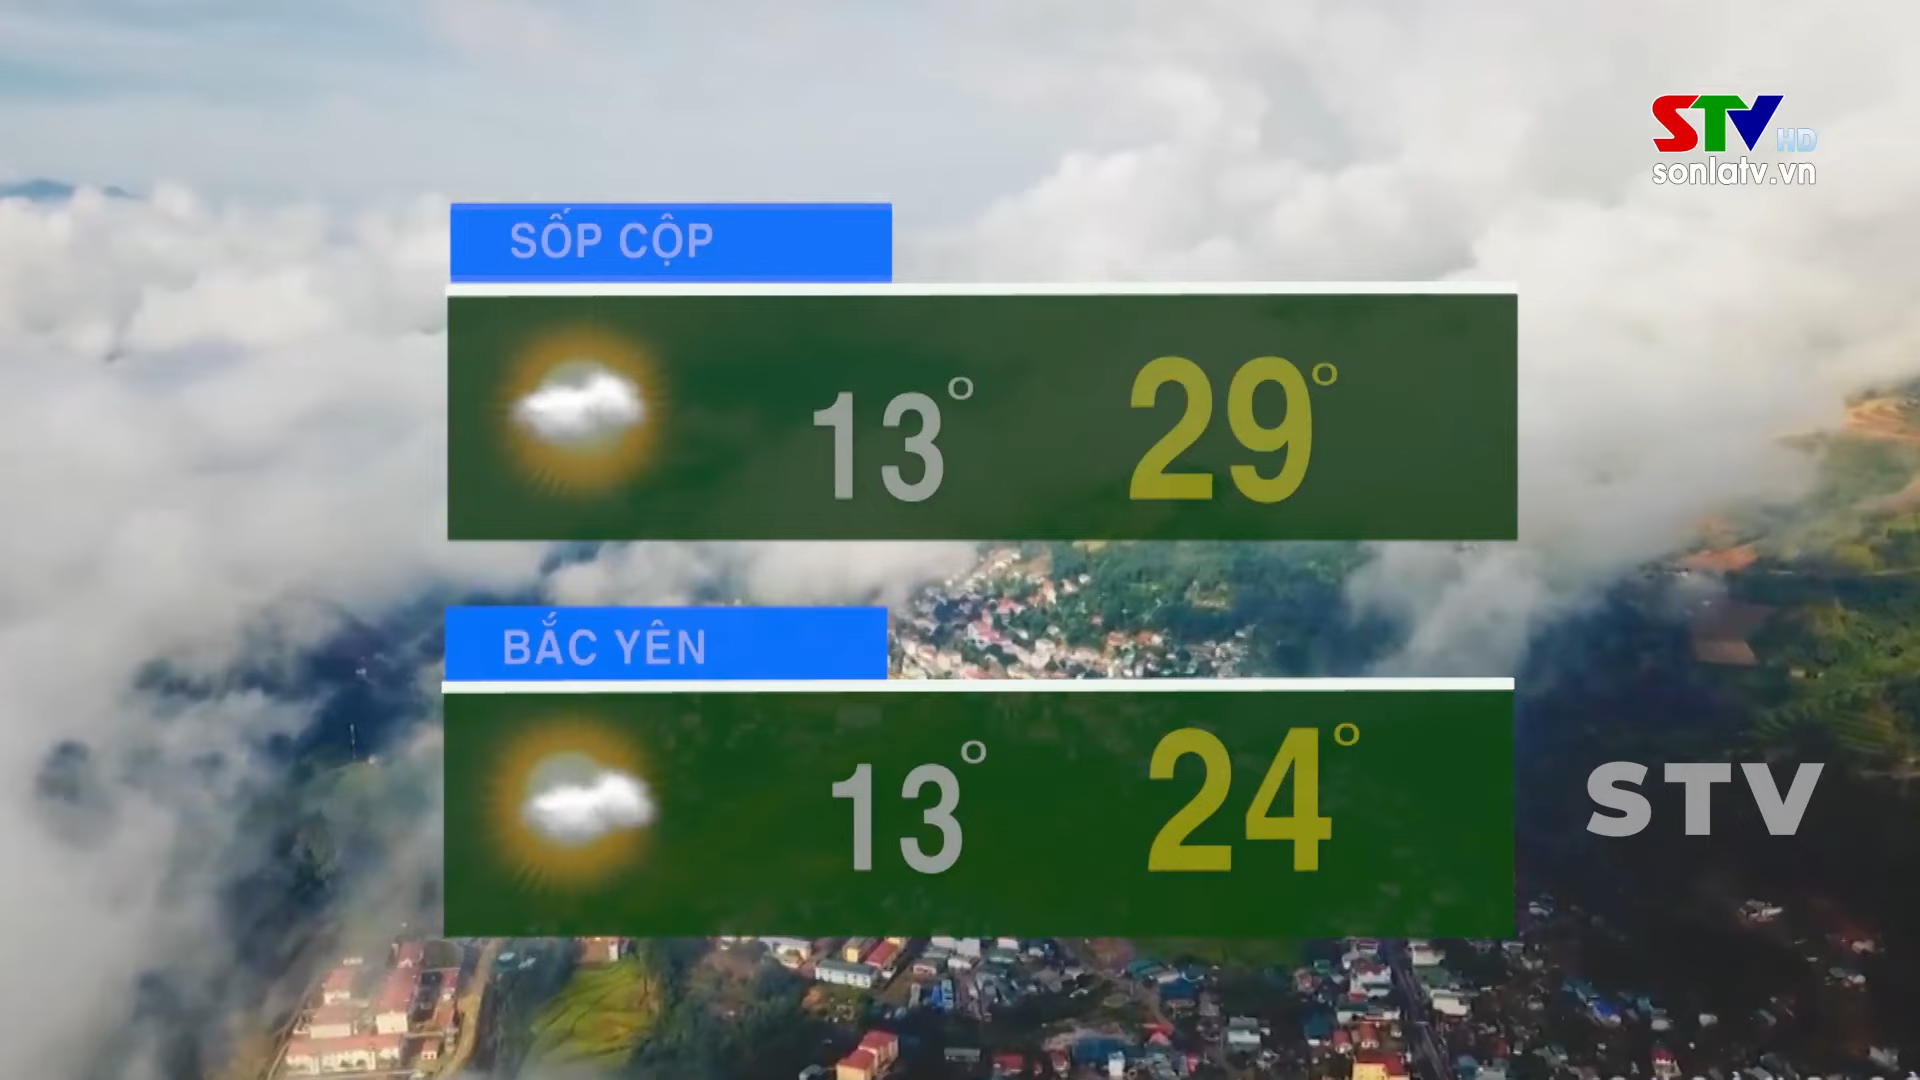 STV HD
sonlatv.vn
SỐP CỘP
13° 29°
BẮC YÊN
13° 24°
STV